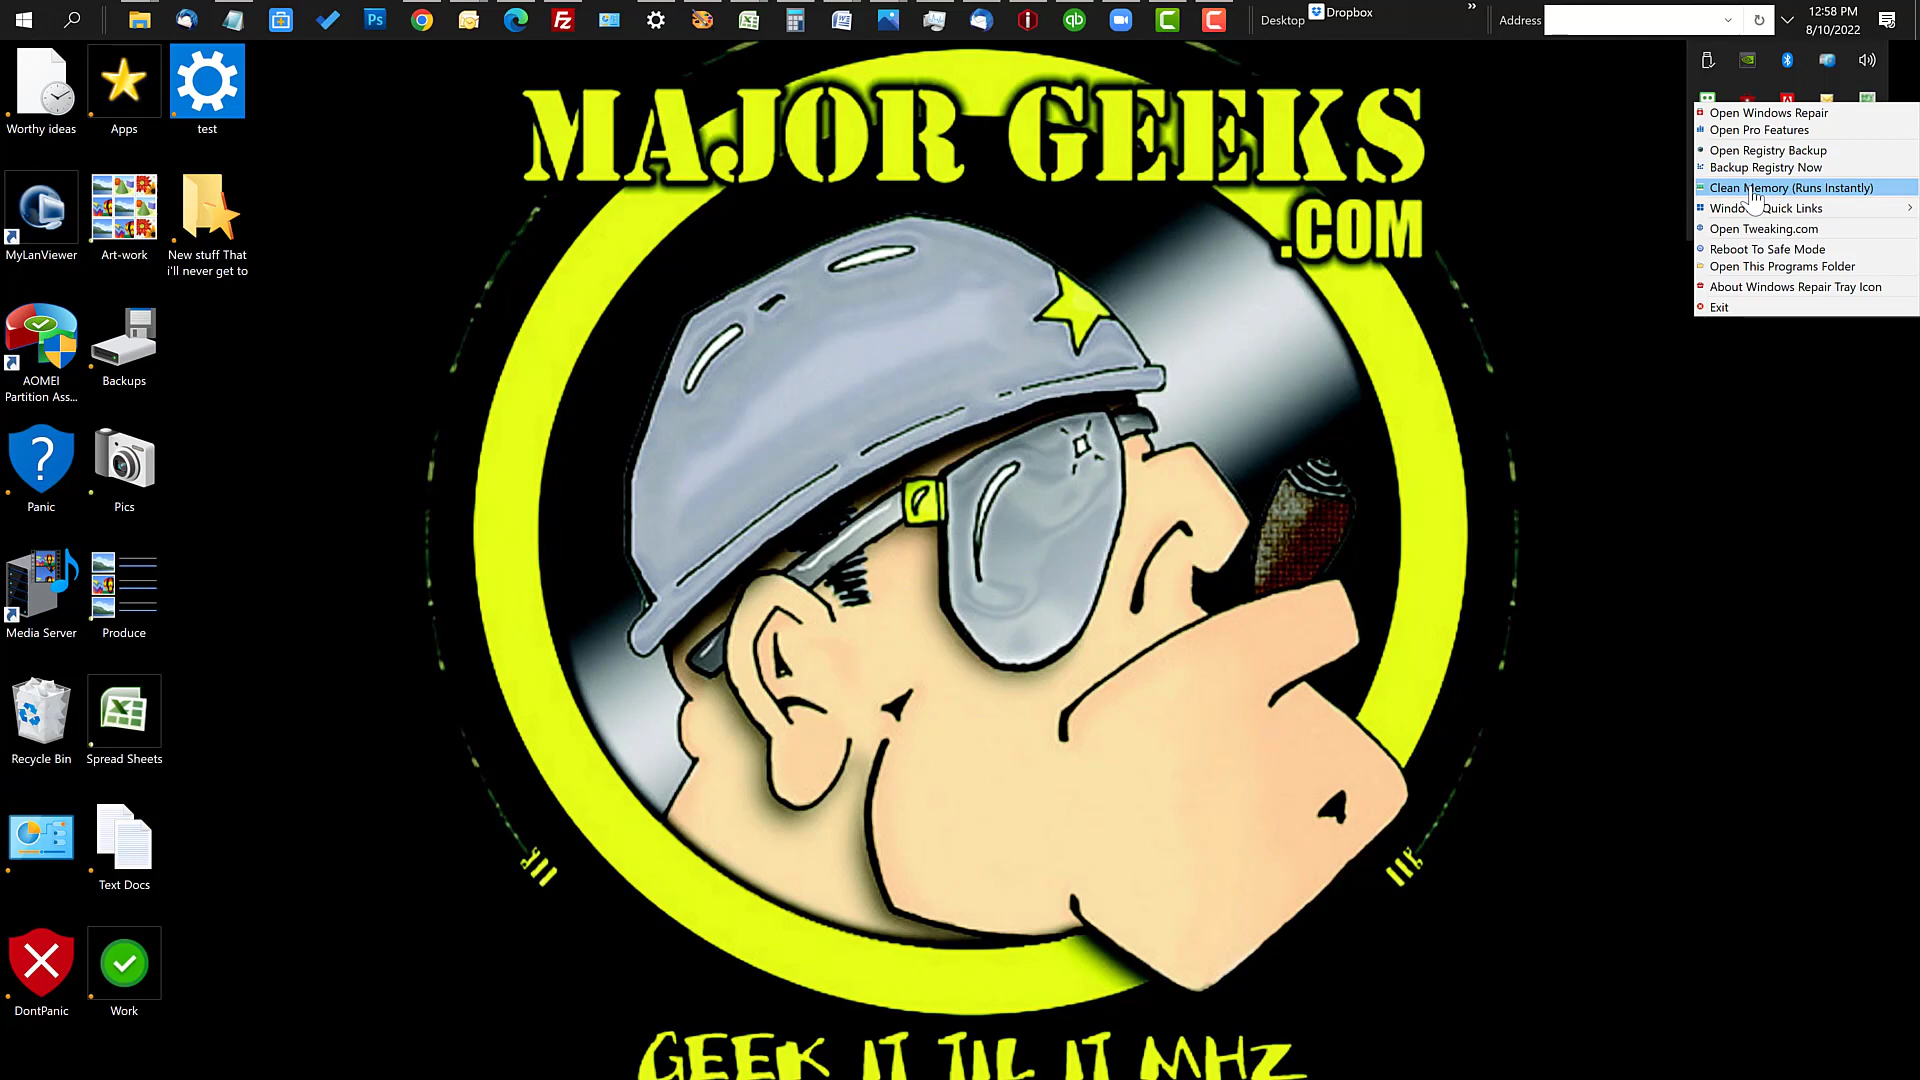 Desktop
Dropbox
»
Address
12:58 PM
8/10/2022
Worthy ideas
Apps
test
MyLanViewer
Art-work
New stuff That
i'll never get to
AOMEI
Partition Ass...
Backups
Panic
Pics
Media Server
Produce
Recycle Bin
Spread Sheets
Text Docs
DontPanic
Work
MAJOR GEEKS
.COM
GEEK IT TIL IT MHZ
Open Windows Repair
Open Pro Features
Open Registry Backup
Backup Registry Now
Clean Memory (Runs Instantly)
Quick Links
Open Tweaking.com
Reboot To Safe Mode
Open This Programs Folder
About Windows Repair Tray Icon
Exit